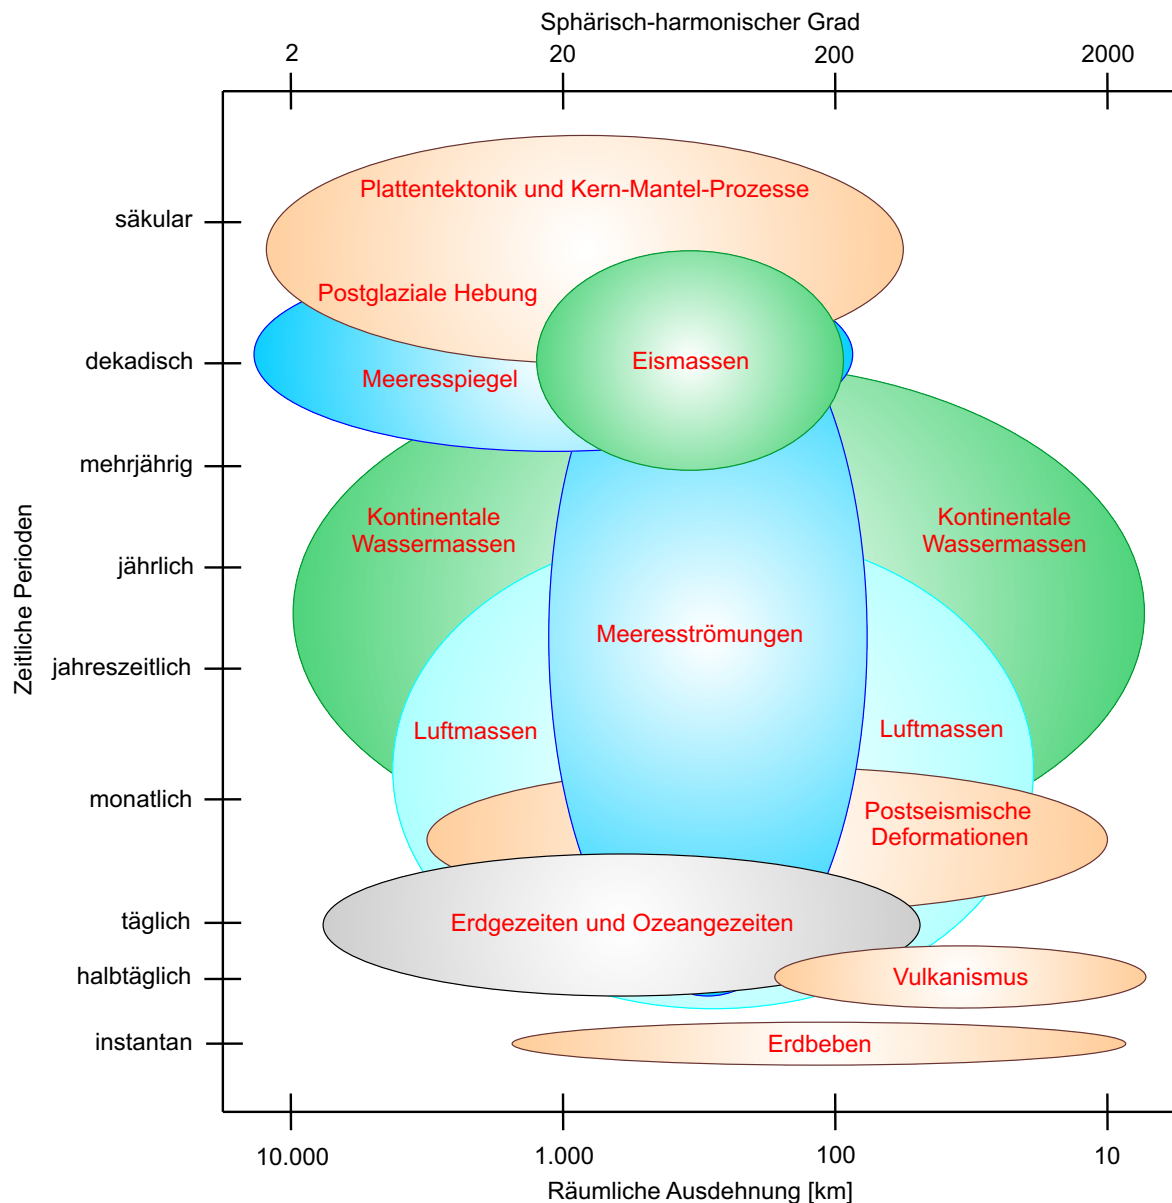 Sphärisch-harmonischer Grad
2 20 200 2000
Plattentektonik und Kern-Mantel-Prozesse
säkular
Postglaziale Hebung
dekadisch
Eismassen
Meeresspiegel
mehrjährig
Kontinentale
Wassermassen
Kontinentale
Wassermassen
jährlich
Zeitliche Perioden
Meeresströmungen
jahreszeitlich
Luftmassen
Luftmassen
monatlich
Postseismische
Deformationen
täglich
Erdgezeiten und Ozeangezeiten
halbtäglich
Vulkanismus
instantan
Erdbeben
10.000 1.000 100 10
Räumliche Ausdehnung [km]